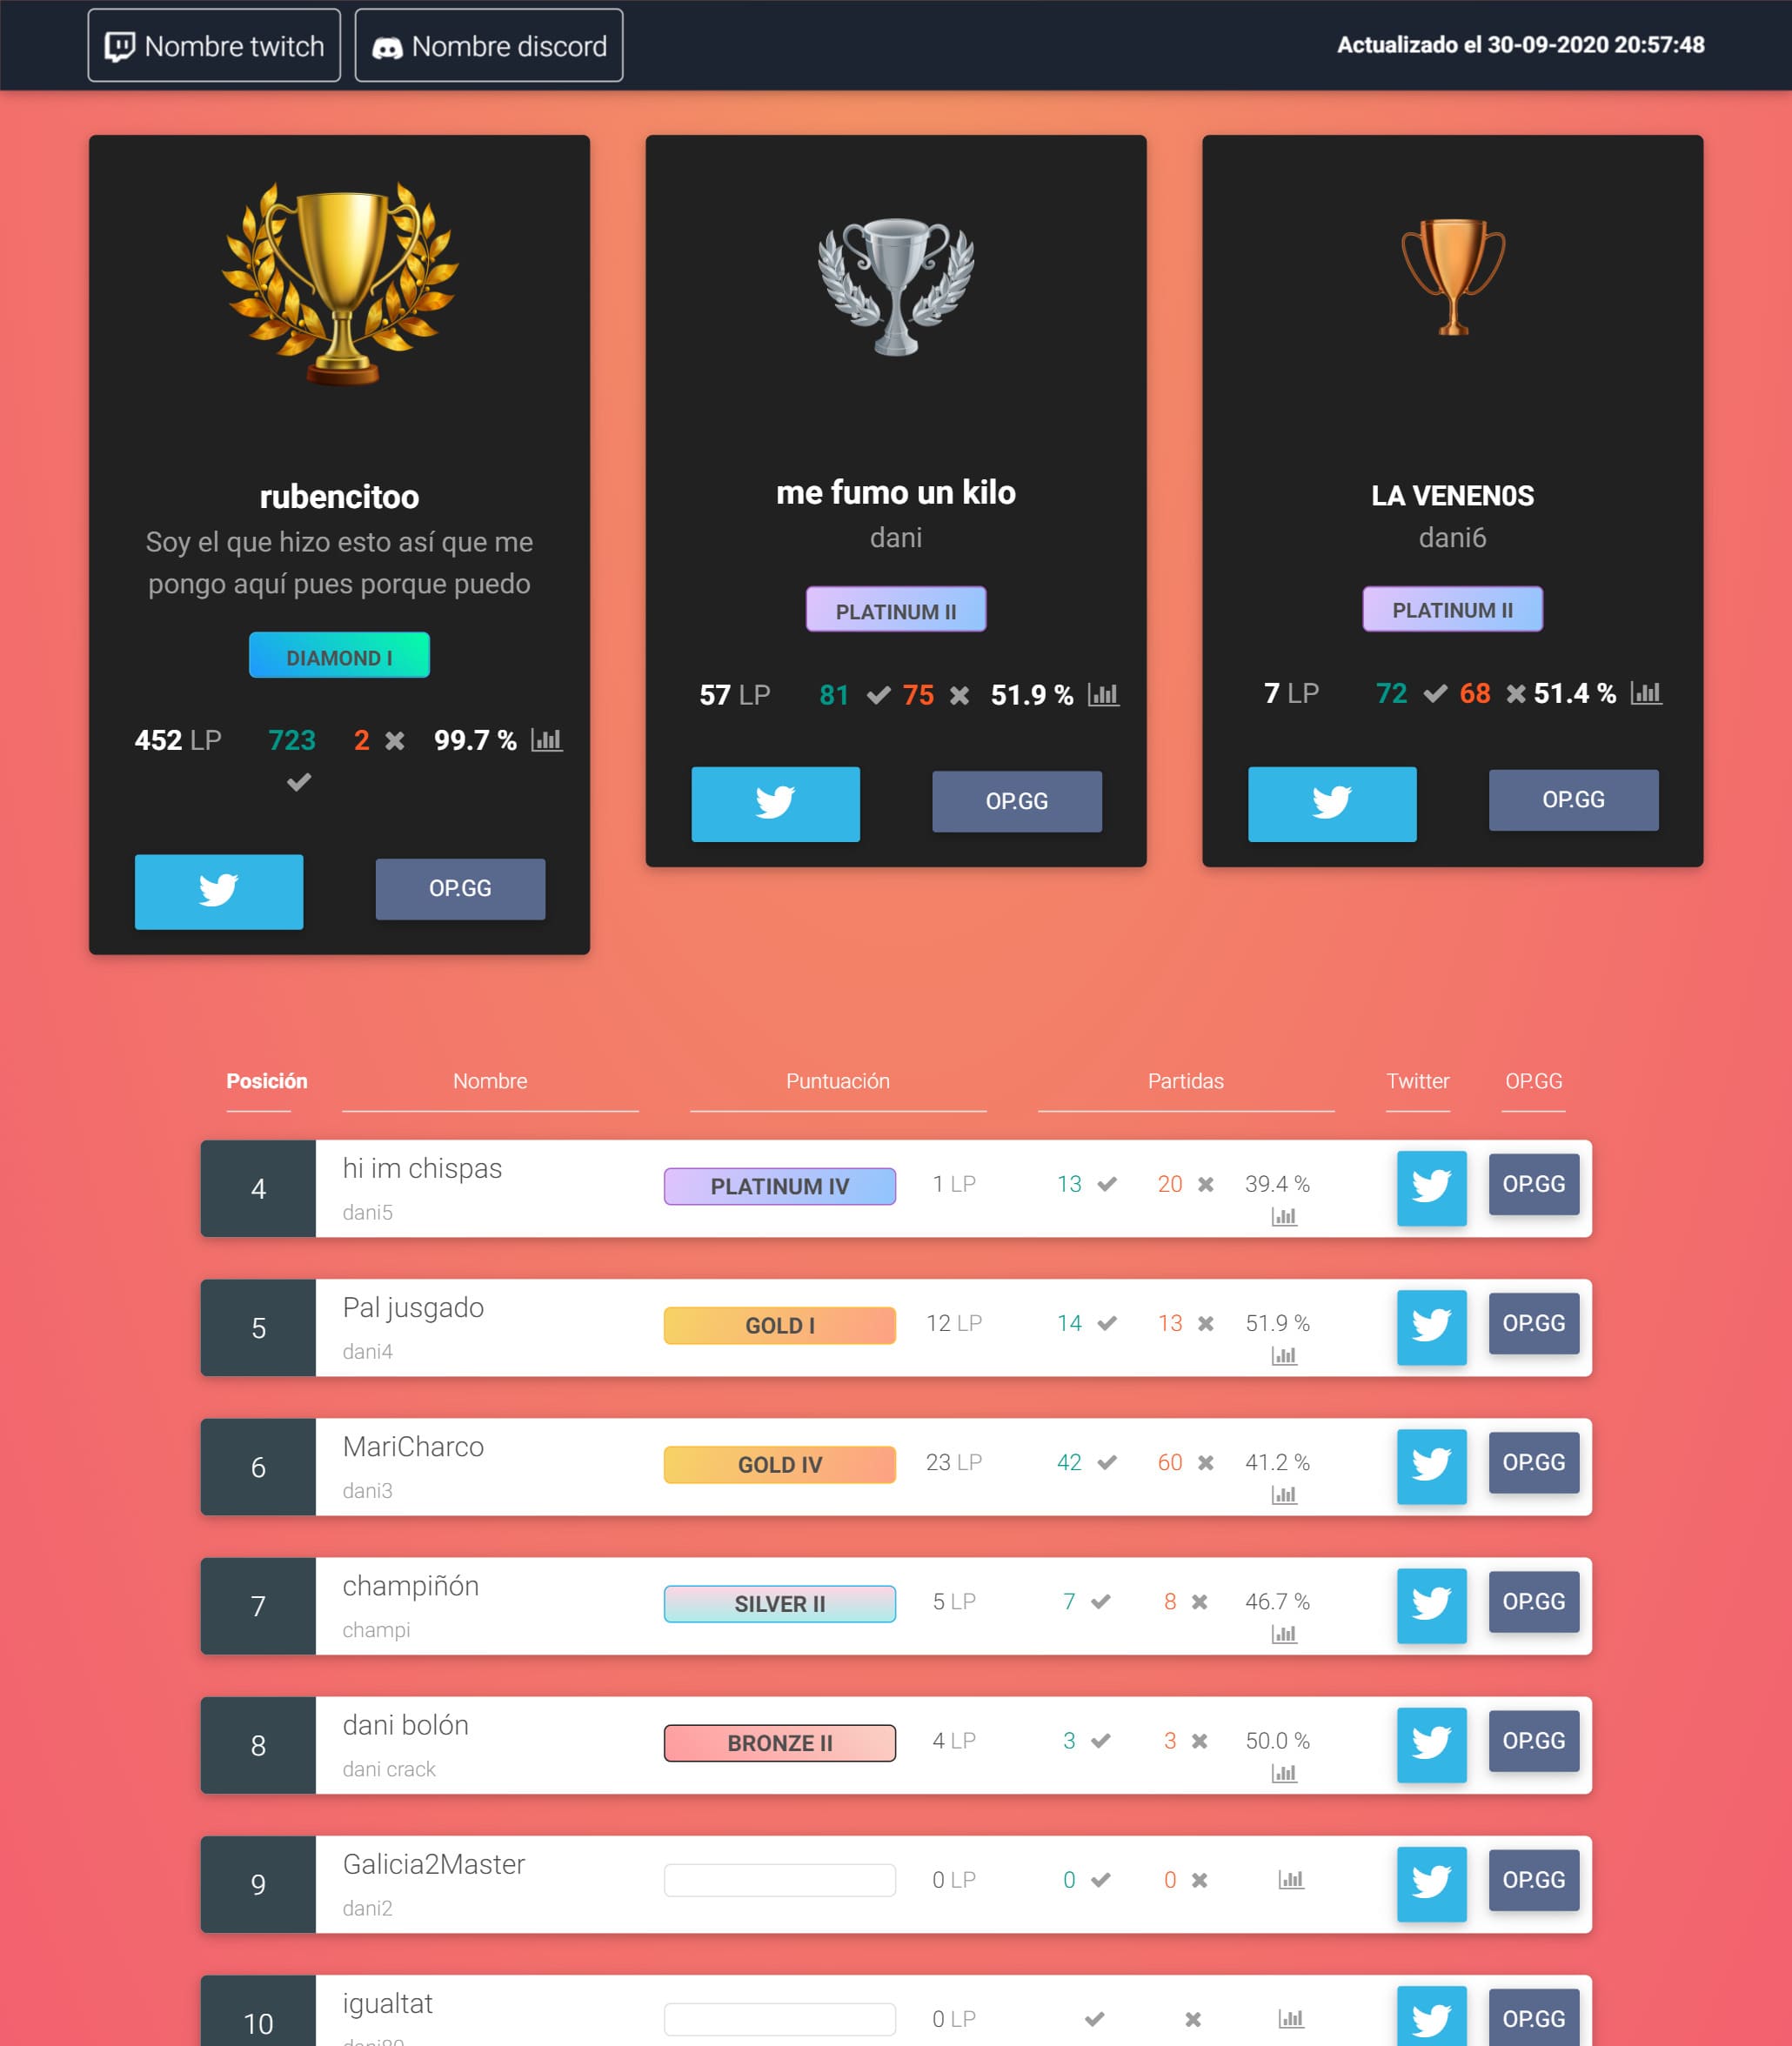 Nombre twitch Nombre discord Actualizado el 30-09-2020 20:57:48
rubencitoo
Soy el que hizo esto así que me
pongo aquí pues porque puedo
DIAMOND I
452 LP 723 2 99.7 %
OP.GG
me fumo un kilo
dani
PLATINUM II
57 LP 81 75 51.9 %
OP.GG
LA VENEN0S
dani6
PLATINUM II
7 LP 72 68 51.4 %
OP.GG
Posición Nombre Puntuación Partidas Twitter OP.GG
4 hi im chispas PLATINUM IV 1 LP 13 20 39.4 % OP.GG
dani5
5 Pal jusgado GOLD I 12 LP 14 13 51.9 % OP.GG
dani4
6 MariCharco GOLD IV 23 LP 42 60 41.2 % OP.GG
dani3
7 champiñón SILVER II 5 LP 7 8 46.7 % OP.GG
champi
8 dani bolón BRONZE II 4 LP 3 3 50.0 % OP.GG
dani crack
9 Galicia2Master 0 LP 0 0 OP.GG
dani2
10 igualtat 0 LP OP.GG